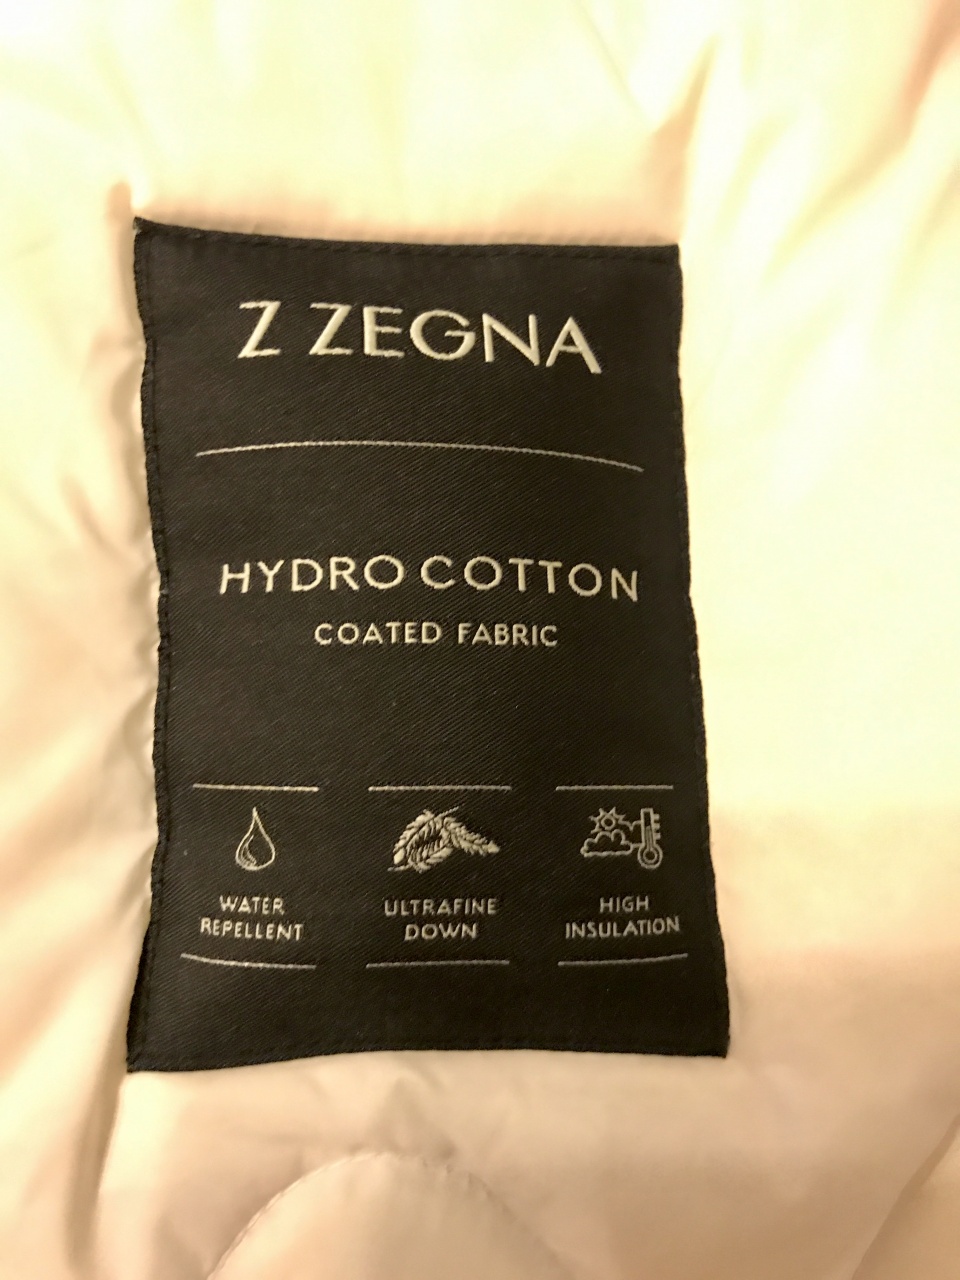 Z ZEGNA
HYDRO COTTON
COATED FABRIC
WATER
REPELLENT
ULTRAFINE
DOWN
HIGH
INSULATION